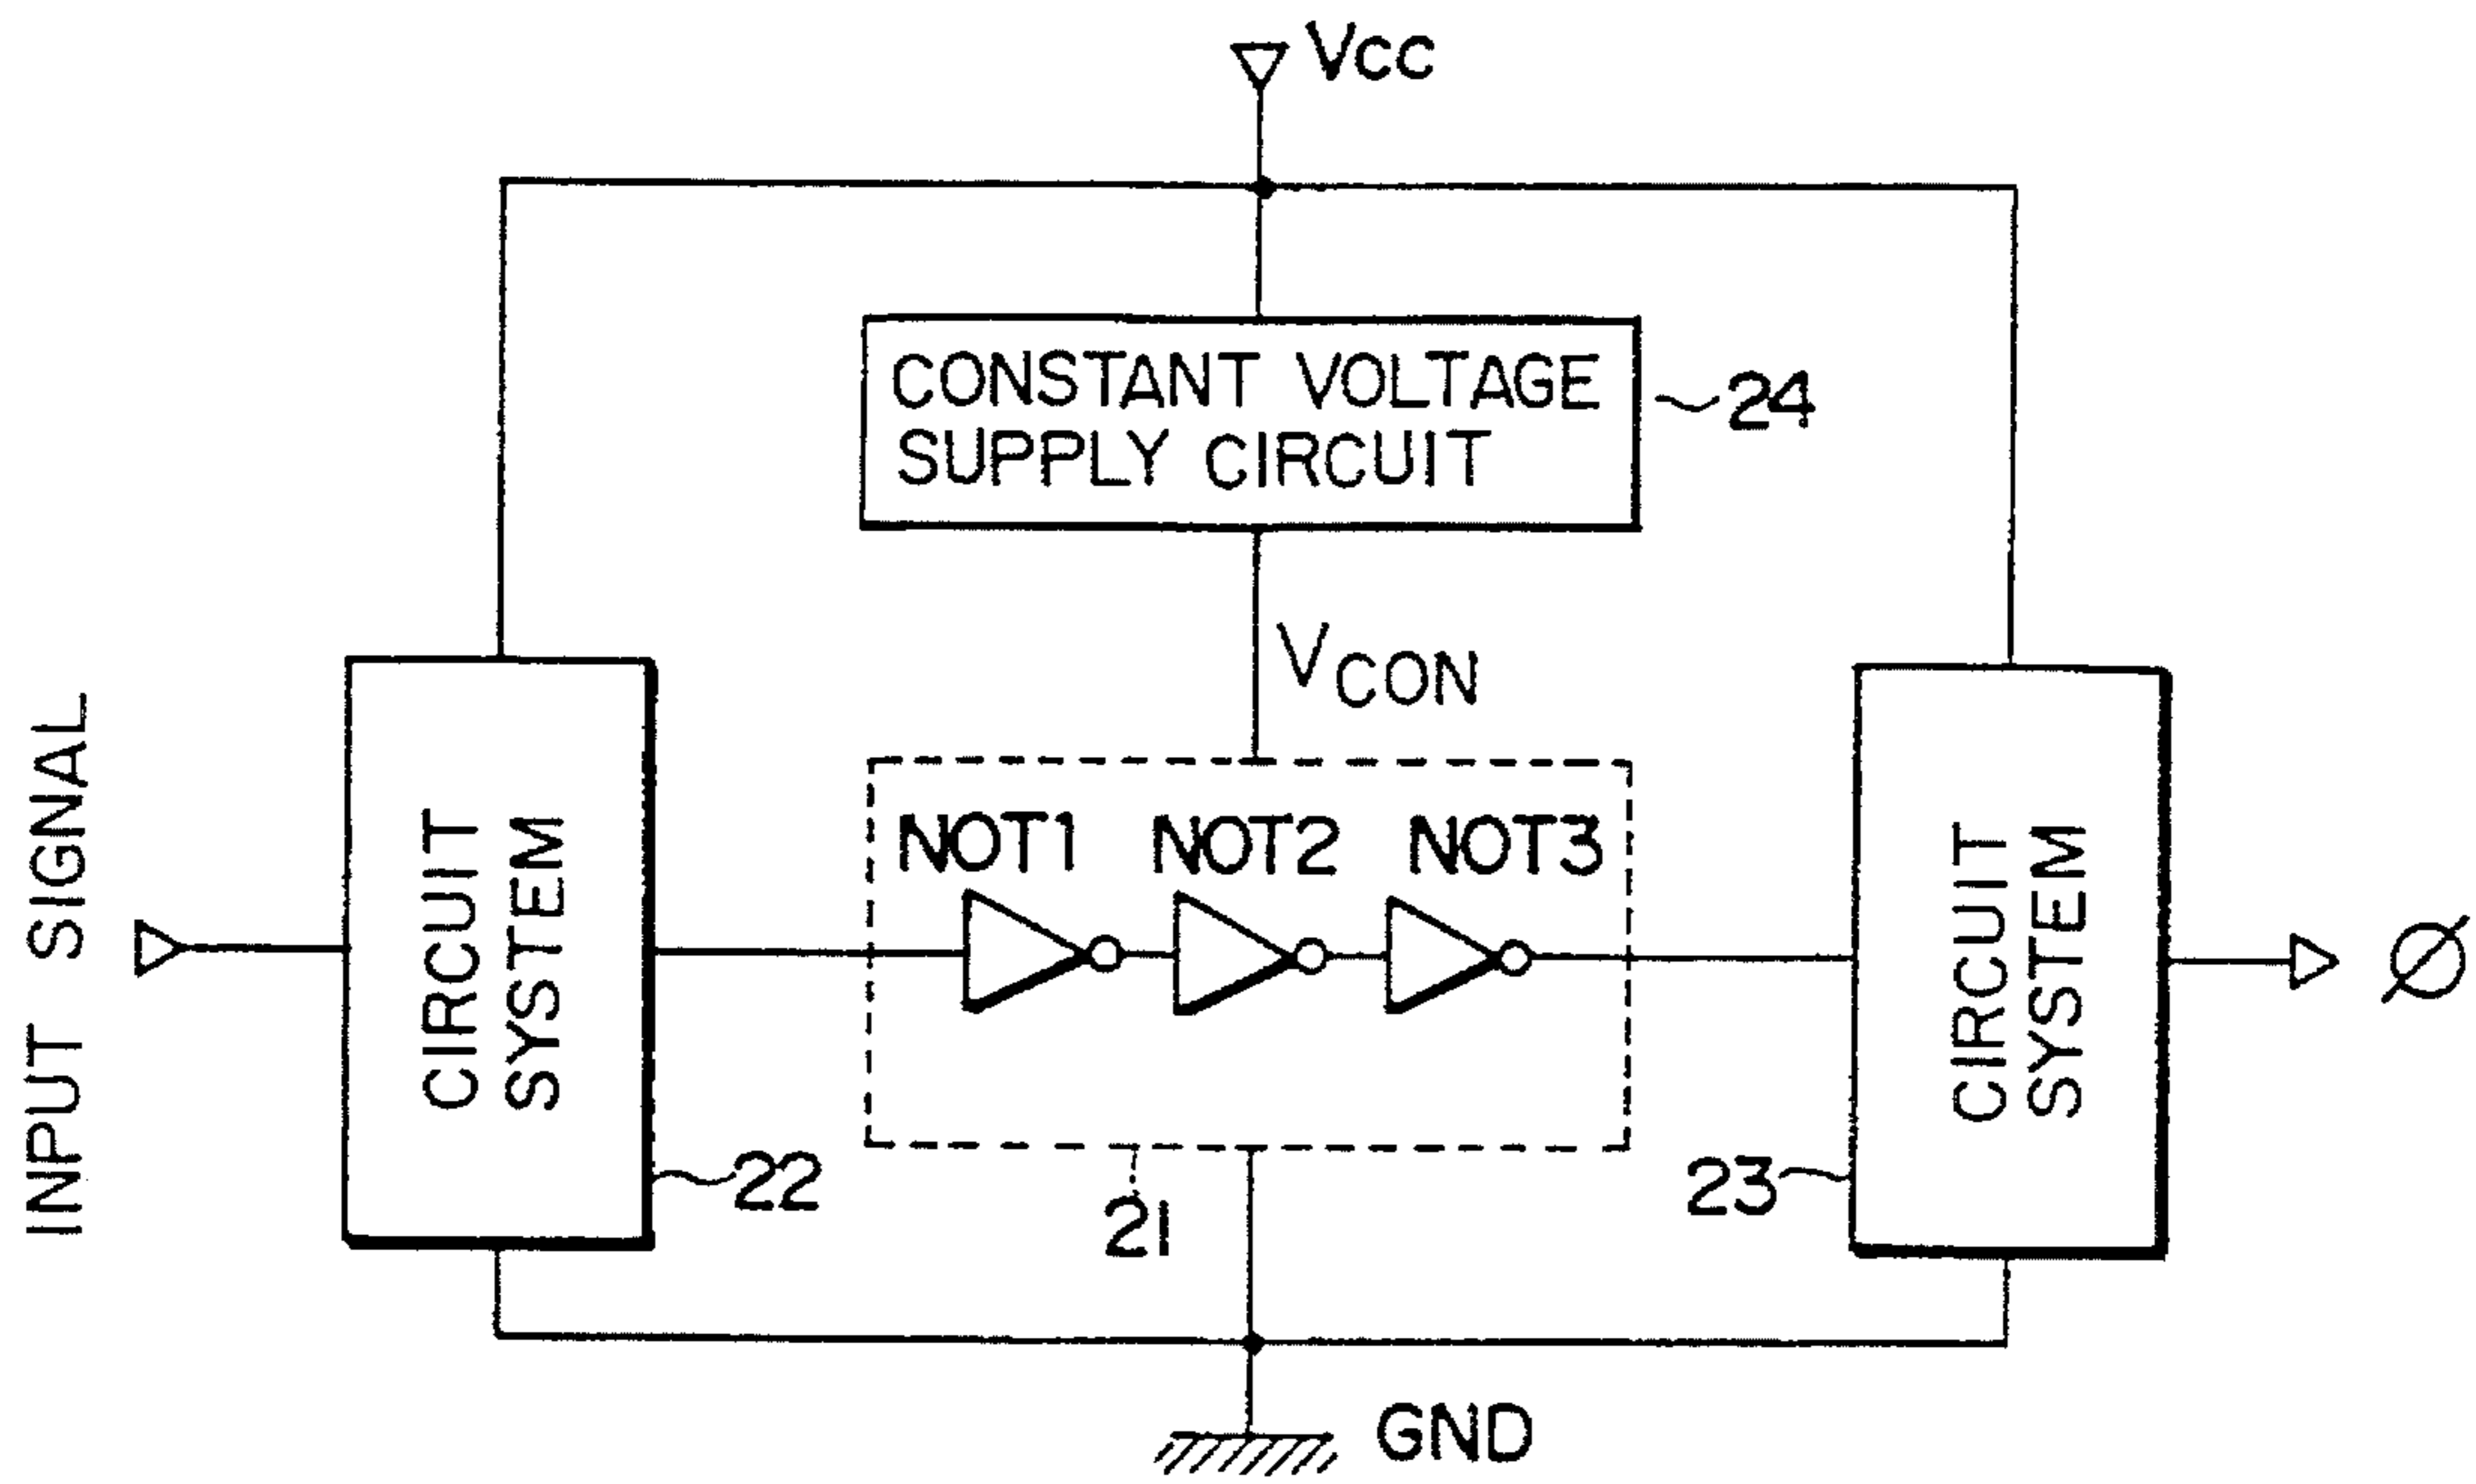 Vcc
CONSTANT VOLTAGE
SUPPLY CIRCUIT
24
VCON
INPUT SIGNAL
CIRCUIT
SYSTEM
22
NOT1 NOT2 NOT3
21
CIRCUIT
SYSTEM
23
Ø
GND